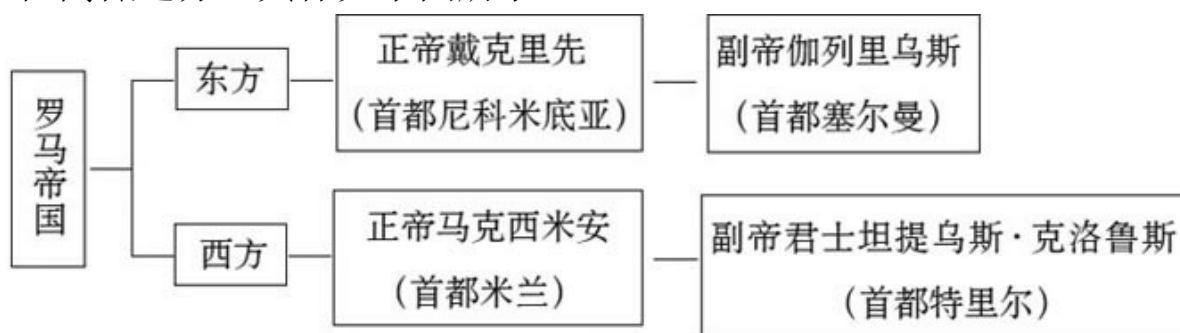 罗马帝国
东方
正帝戴克里先
(首都尼科米底亚)
副帝伽列里乌斯
(首都塞尔曼)
西方
正帝马克西米安
(首都米兰)
副帝君士坦提乌斯·克洛鲁斯
(首都特里尔)